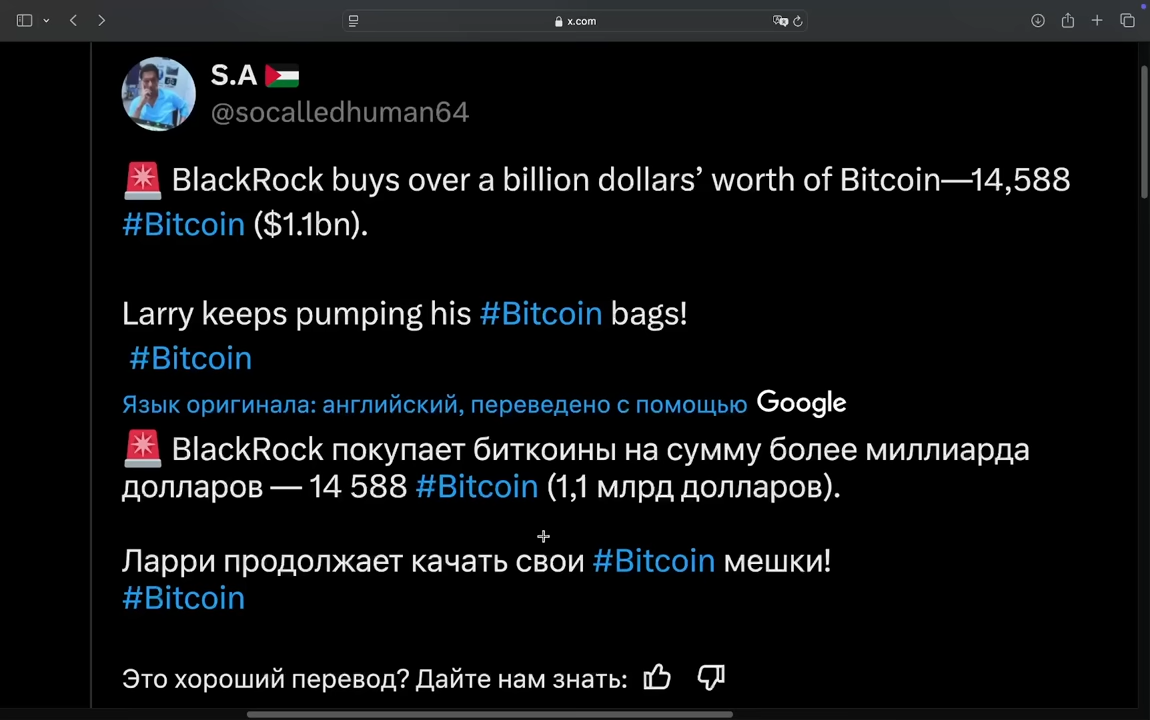 x.com
S.A 🇵🇸
@socalledhuman64
🚨 BlackRock buys over a billion dollars’ worth of Bitcoin—14,588
#Bitcoin ($1.1bn).
Larry keeps pumping his #Bitcoin bags!
#Bitcoin
Язык оригинала: английский, переведено с помощью Google
🚨 BlackRock покупает биткоины на сумму более миллиарда
долларов — 14 588 #Bitcoin (1,1 млрд долларов).
Ларри продолжает качать свои #Bitcoin мешки!
#Bitcoin
Это хороший перевод? Дайте нам знать: